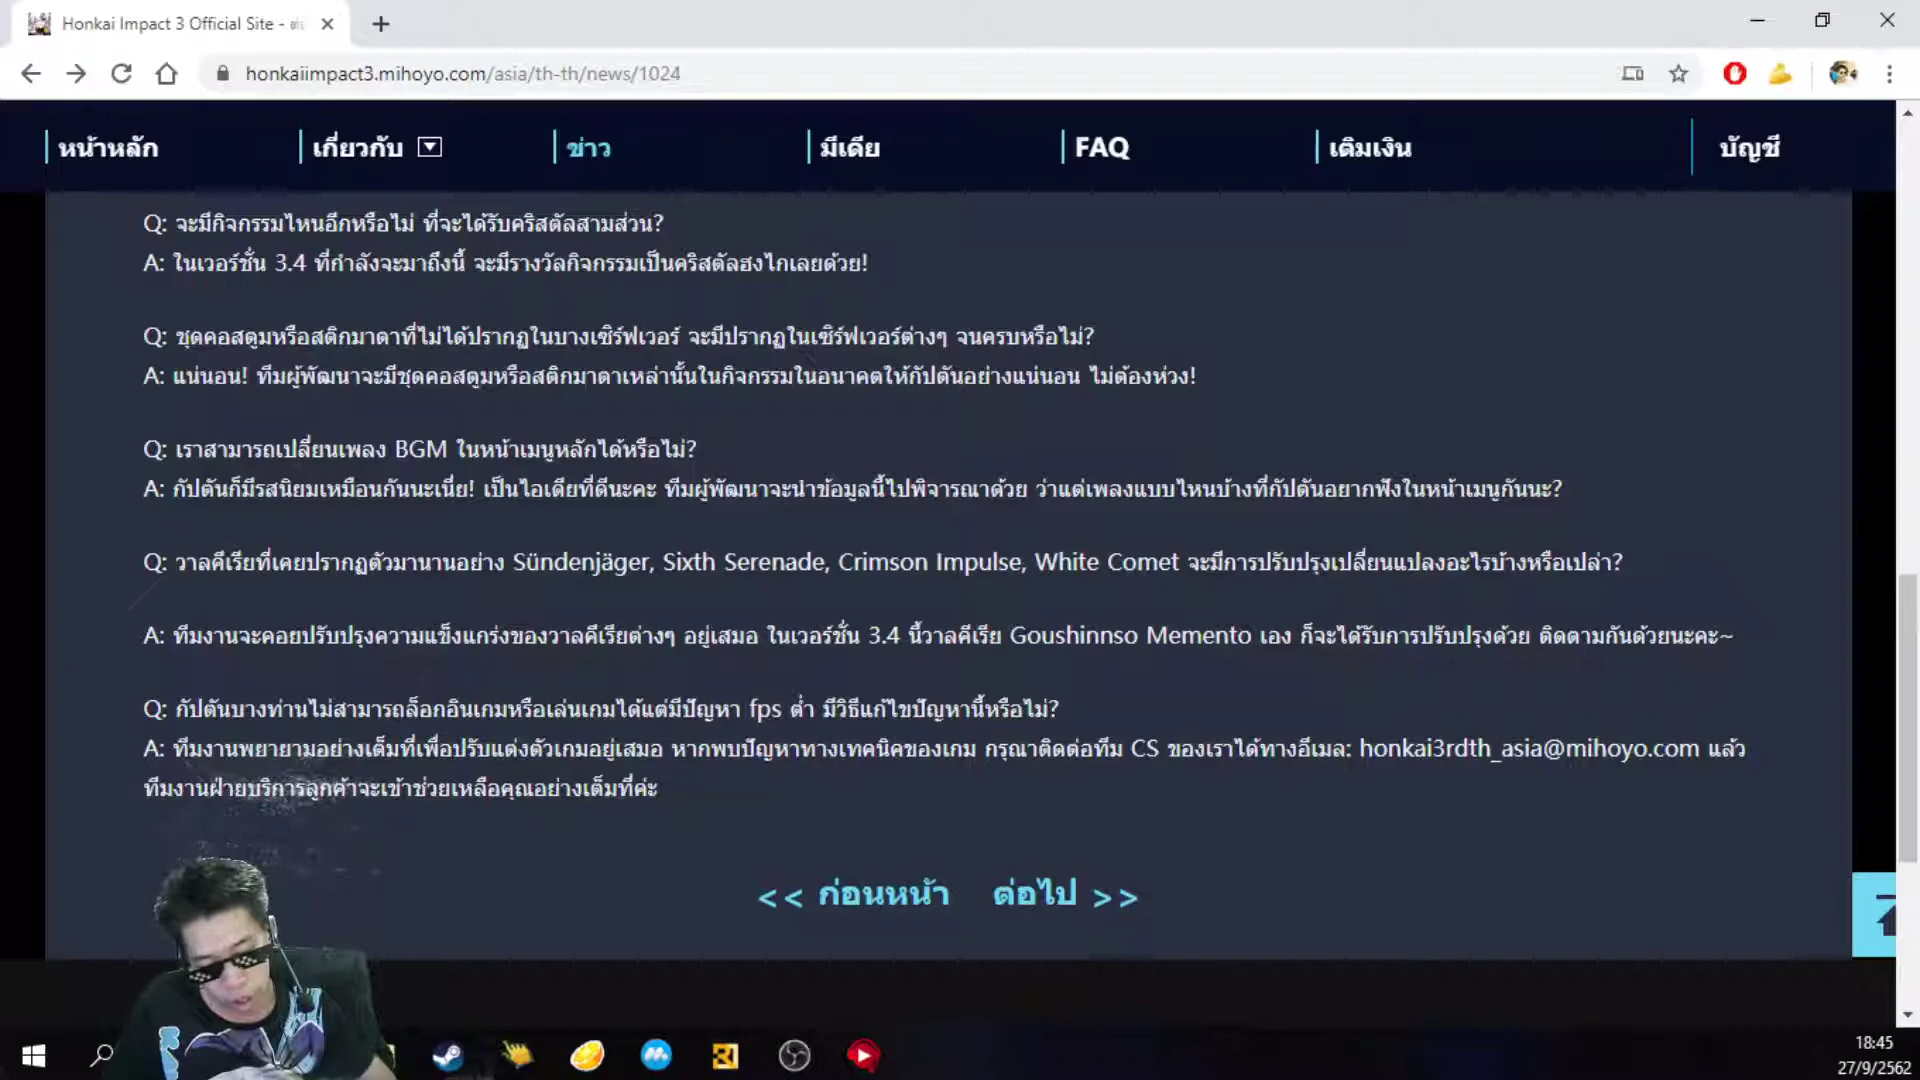 Honkai Impact 3 Official Site -
honkaiimpact3.mihoyo.com/asia/th-th/news/1024
หน้าหลัก เกี่ยวกับ ข่าว มีเดีย FAQ เติมเงิน บัญชี
Q: จะมีกิจกรรมไหนอีกหรือไม่ ที่จะได้รับคริสตัลสามส่วน?
A: ในเวอร์ชั่น 3.4 ที่กำลังจะมาถึงนี้ จะมีรางวัลกิจกรรมเป็นคริสตัลฮงไกเลยด้วย!
Q: ชุดคอสตูมหรือสติกมาตาที่ไม่ได้ปรากฏในบางเซิร์ฟเวอร์ จะมีปรากฏในเซิร์ฟเวอร์ต่างๆ จนครบหรือไม่?
A: แน่นอน! ทีมผู้พัฒนาจะมีชุดคอสตูมหรือสติกมาตาเหล่านั้นในกิจกรรมในอนาคตให้กัปตันอย่างแน่นอน ไม่ต้องห่วง!
Q: เราสามารถเปลี่ยนเพลง BGM ในหน้าเมนูหลักได้หรือไม่?
A: กัปตันก็มีรสนิยมเหมือนกันนะเนี่ย! เป็นไอเดียที่ดีนะคะ ทีมผู้พัฒนาจะนำข้อมูลนี้ไปพิจารณาด้วย ว่าแต่เพลงแบบไหนบ้างที่กัปตันอยากฟังในหน้าเมนูกันนะ?
Q: วาลคีเรียที่เคยปรากฏตัวมานานอย่าง Sündenjäger, Sixth Serenade, Crimson Impulse, White Comet จะมีการปรับปรุงเปลี่ยนแปลงอะไรบ้างหรือเปล่า?
A: ทีมงานจะคอยปรับปรุงความแข็งแกร่งของวาลคีเรียต่างๆ อยู่เสมอ ในเวอร์ชั่น 3.4 นี้วาลคีเรีย Goushinnso Memento เอง ก็จะได้รับการปรับปรุงด้วย ติดตามกันด้วยนะคะ~
Q: กัปตันบางท่านไม่สามารถล็อกอินเกมหรือเล่นเกมได้แต่มีปัญหา fps ต่ำ มีวิธีแก้ไขปัญหานี้หรือไม่?
A: ทีมงานพยายามอย่างเต็มที่เพื่อปรับแต่งตัวเกมอยู่เสมอ หากพบปัญหาทางเทคนิคของเกม กรุณาติดต่อทีม CS ของเราได้ทางอีเมล: honkai3rdth_asia@mihoyo.com แล้ว
ทีมงานฝ่ายบริการลูกค้าจะเข้าช่วยเหลือคุณอย่างเต็มที่ค่ะ
<< ก่อนหน้า ต่อไป >>
18:45
27/9/2562